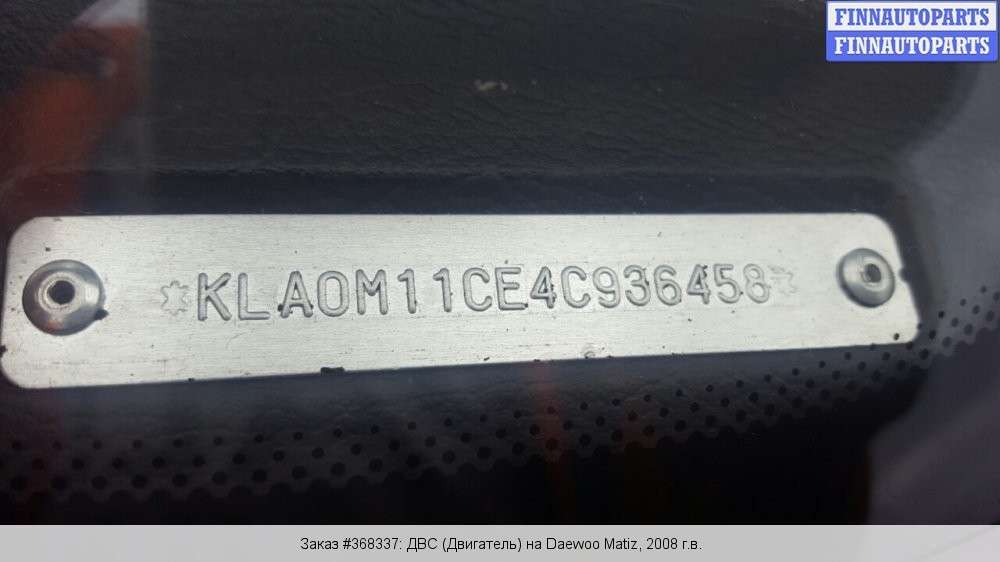 FINNAUTOPARTS
FINNAUTOPARTS
*KLA0M11CE4C936458*
Заказ #368337: ДВС (Двигатель) на Daewoo Matiz, 2008 г.в.